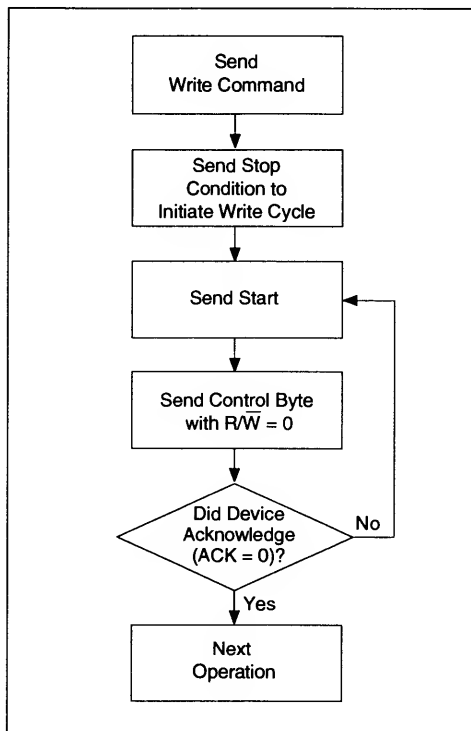 Send
Write Command
Send Stop
Condition to
Initiate Write Cycle
Send Start
Send Control Byte
with R/W̅ = 0
Did Device
Acknowledge
(ACK = 0)?
No
Yes
Next
Operation